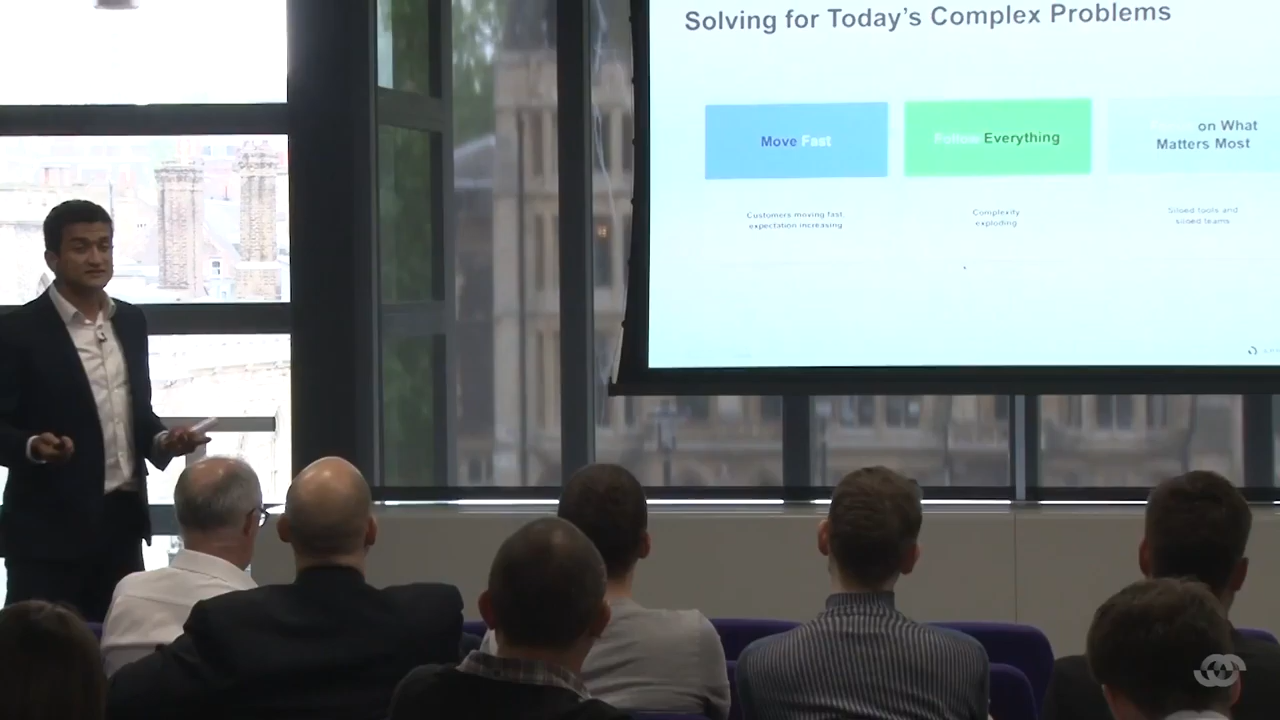 Solving for Today's Complex Problems
Move Fast
Follow Everything
on What
Matters Most
Customers moving fast,
expectation increasing
Complexity
exploding
Siloed tools and
siloed teams